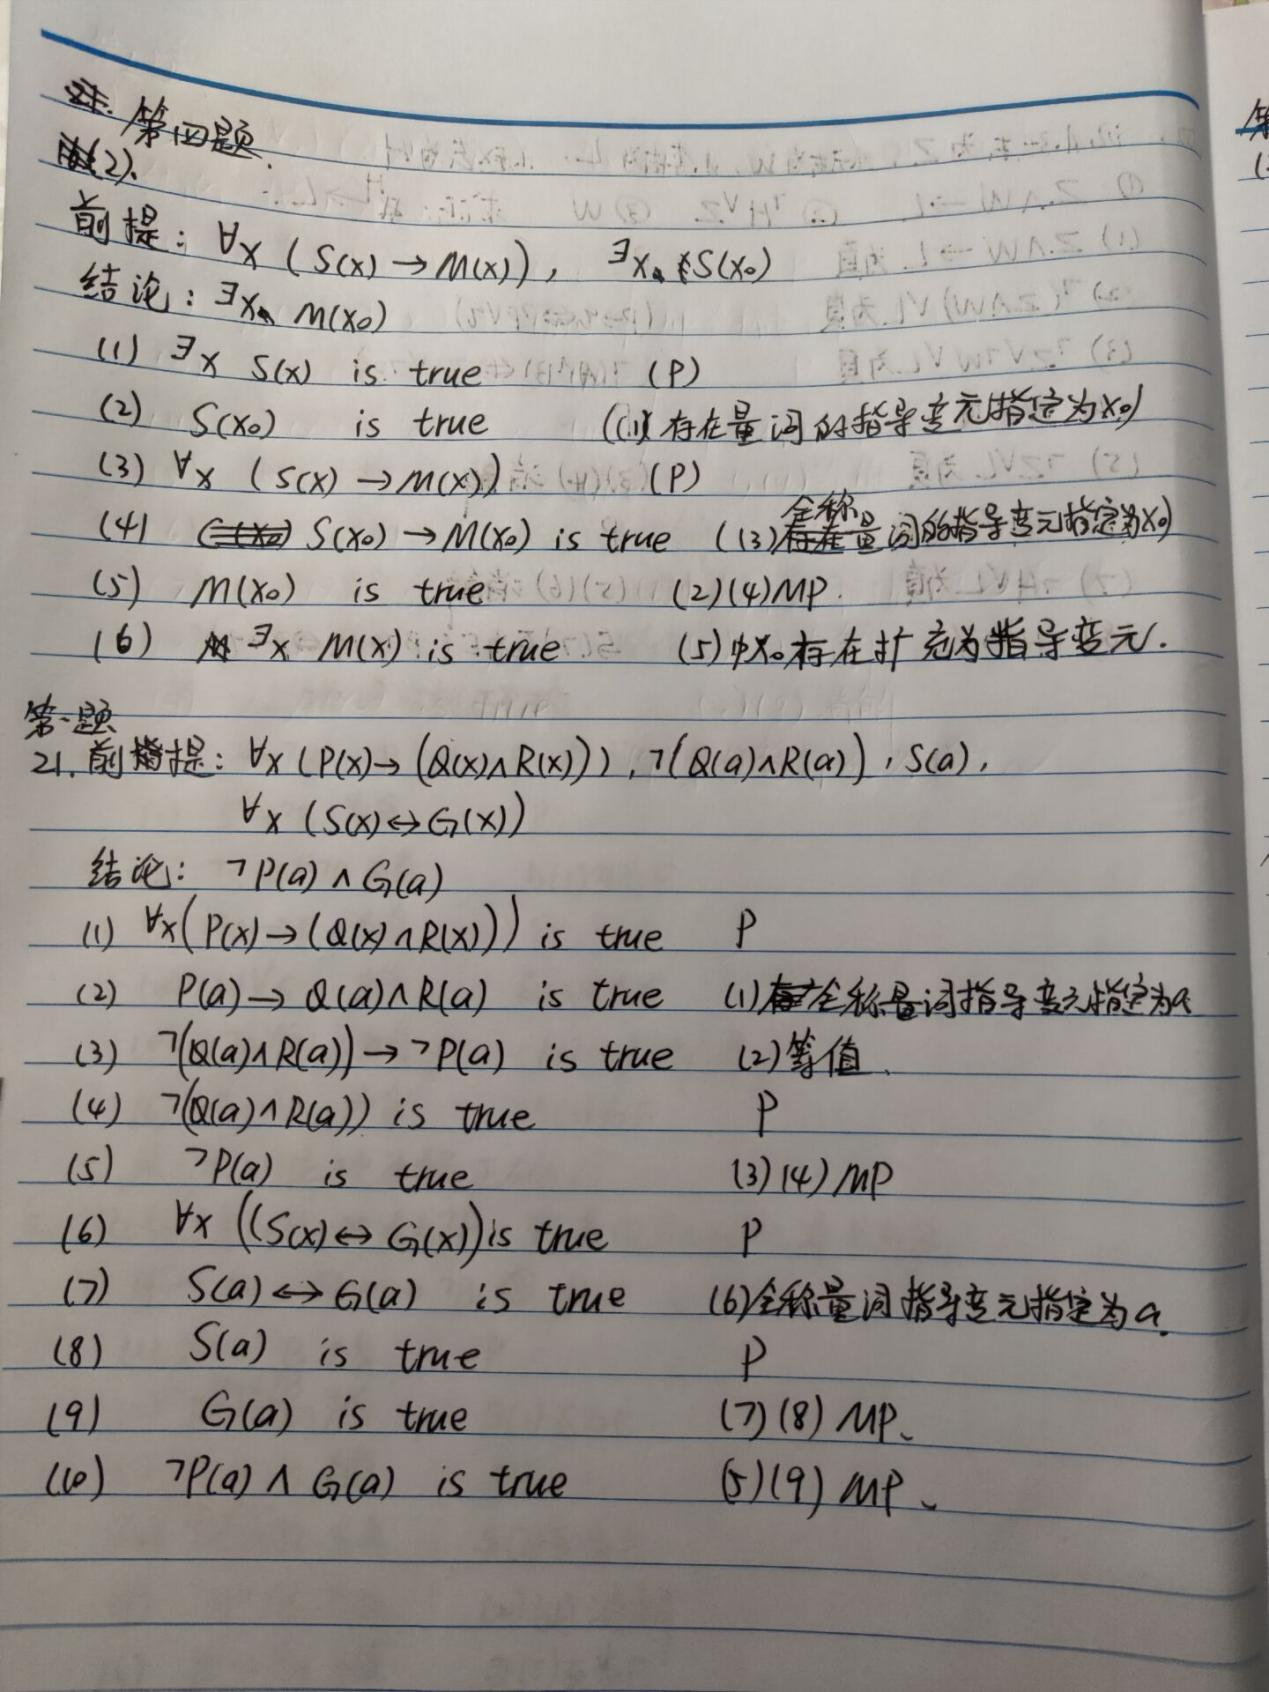 第四题.
(2).
前提: ∀x (S(x) → M(x)), ∃x S(x₀)
结论: ∃x M(x₀)
(1) ∃x S(x) is true (P)
(2) S(x₀) is true ((1)存在量词的指导变元指定为x₀)
(3) ∀x (S(x) → M(x)) (P)
(4) S(x₀) → M(x₀) is true ((3)全称量词的指导变元指定为x₀)
(5) M(x₀) is true (2)(4)MP.
(6) ∃x M(x) is true (5)中x₀存在扩充为指导变元.
第一题
21. 前提: ∀x (P(x) → (Q(x)∧R(x))), ¬(Q(a)∧R(a)), S(a),
∀x (S(x) ↔ G(x))
结论: ¬P(a) ∧ G(a)
(1) ∀x(P(x) → (Q(x)∧R(x))) is true P
(2) P(a) → Q(a)∧R(a) is true (1)全称量词指导变元指定为a
(3) ¬(Q(a)∧R(a)) → ¬P(a) is true (2)等值.
(4) ¬(Q(a)∧R(a)) is true P
(5) ¬P(a) is true (3)(4)MP
(6) ∀x ((S(x) ↔ G(x)) is true P
(7) S(a) ↔ G(a) is true (6)全称量词指导变元指定为a.
(8) S(a) is true P
(9) G(a) is true (7)(8) MP、
(10) ¬P(a) ∧ G(a) is true (5)(9) MP、